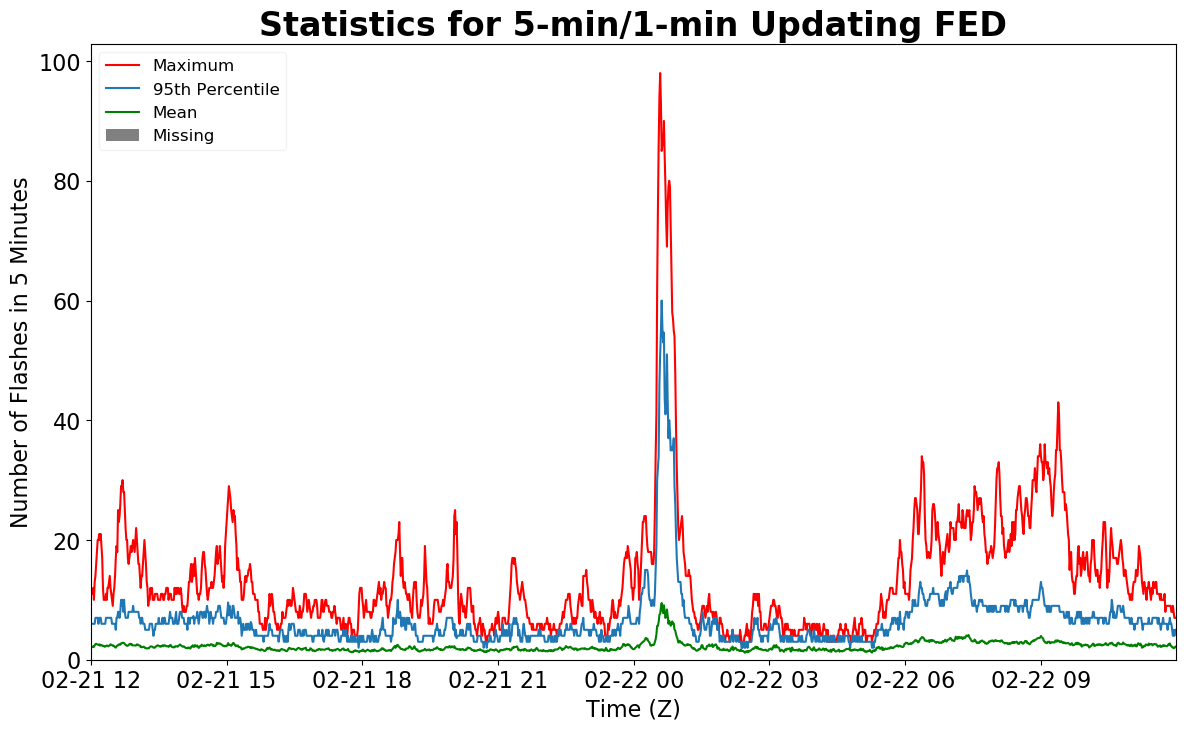 Statistics for 5-min/1-min Updating FED
Number of Flashes in 5 Minutes
100
80
60
40
20
0
Maximum
95th Percentile
Mean
Missing
02-21 12 02-21 15 02-21 18 02-21 21 02-22 00 02-22 03 02-22 06 02-22 09
Time (Z)